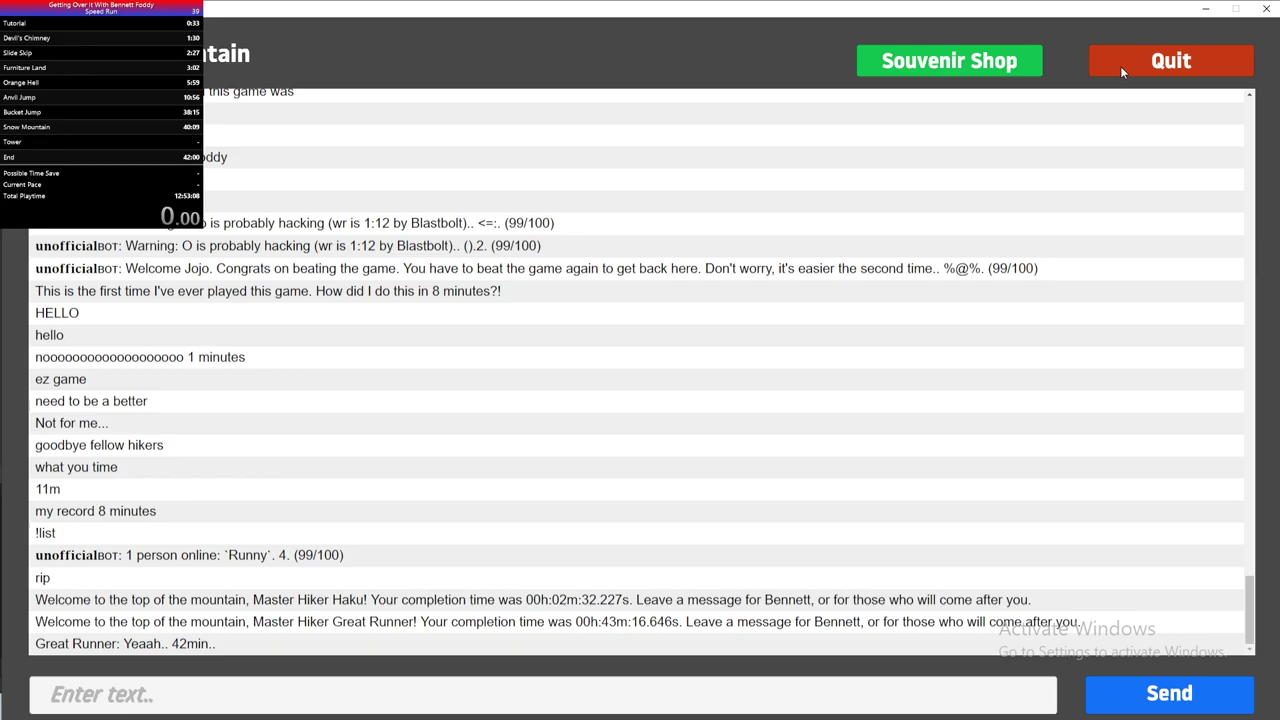 Getting Over It With Bennett Foddy
Speed Run 39
Tutorial 0:33
Devil's Chimney 1:30
Slide Skip 2:27
Furniture Land 3:02
Orange Hell 5:59
Anvil Jump 10:56
Bucket Jump 38:15
Snow Mountain 40:09
Tower -
End 42:00
Possible Time Save -
Current Pace -
Total Playtime 12:53:08
0.00
ntain
Souvenir Shop
Quit
this game was
oddy
o is probably hacking (wr is 1:12 by Blastbolt).. <=:. (99/100)
unofficialBOT: Warning: O is probably hacking (wr is 1:12 by Blastbolt).. ().2. (99/100)
unofficialBOT: Welcome Jojo. Congrats on beating the game. You have to beat the game again to get back here. Don't worry, it's easier the second time.. %@%. (99/100)
This is the first time I've ever played this game. How did I do this in 8 minutes?!
HELLO
hello
nooooooooooooooooooo 1 minutes
ez game
need to be a better
Not for me...
goodbye fellow hikers
what you time
11m
my record 8 minutes
!list
unofficialBOT: 1 person online: `Runny`. 4. (99/100)
rip
Welcome to the top of the mountain, Master Hiker Haku! Your completion time was 00h:02m:32.227s. Leave a message for Bennett, or for those who will come after you.
Welcome to the top of the mountain, Master Hiker Great Runner! Your completion time was 00h:43m:16.646s. Leave a message for Bennett, or for those who will come after you.
Great Runner: Yeaah.. 42min..
Activate Windows
Go to Settings to activate Windows.
Enter text..
Send